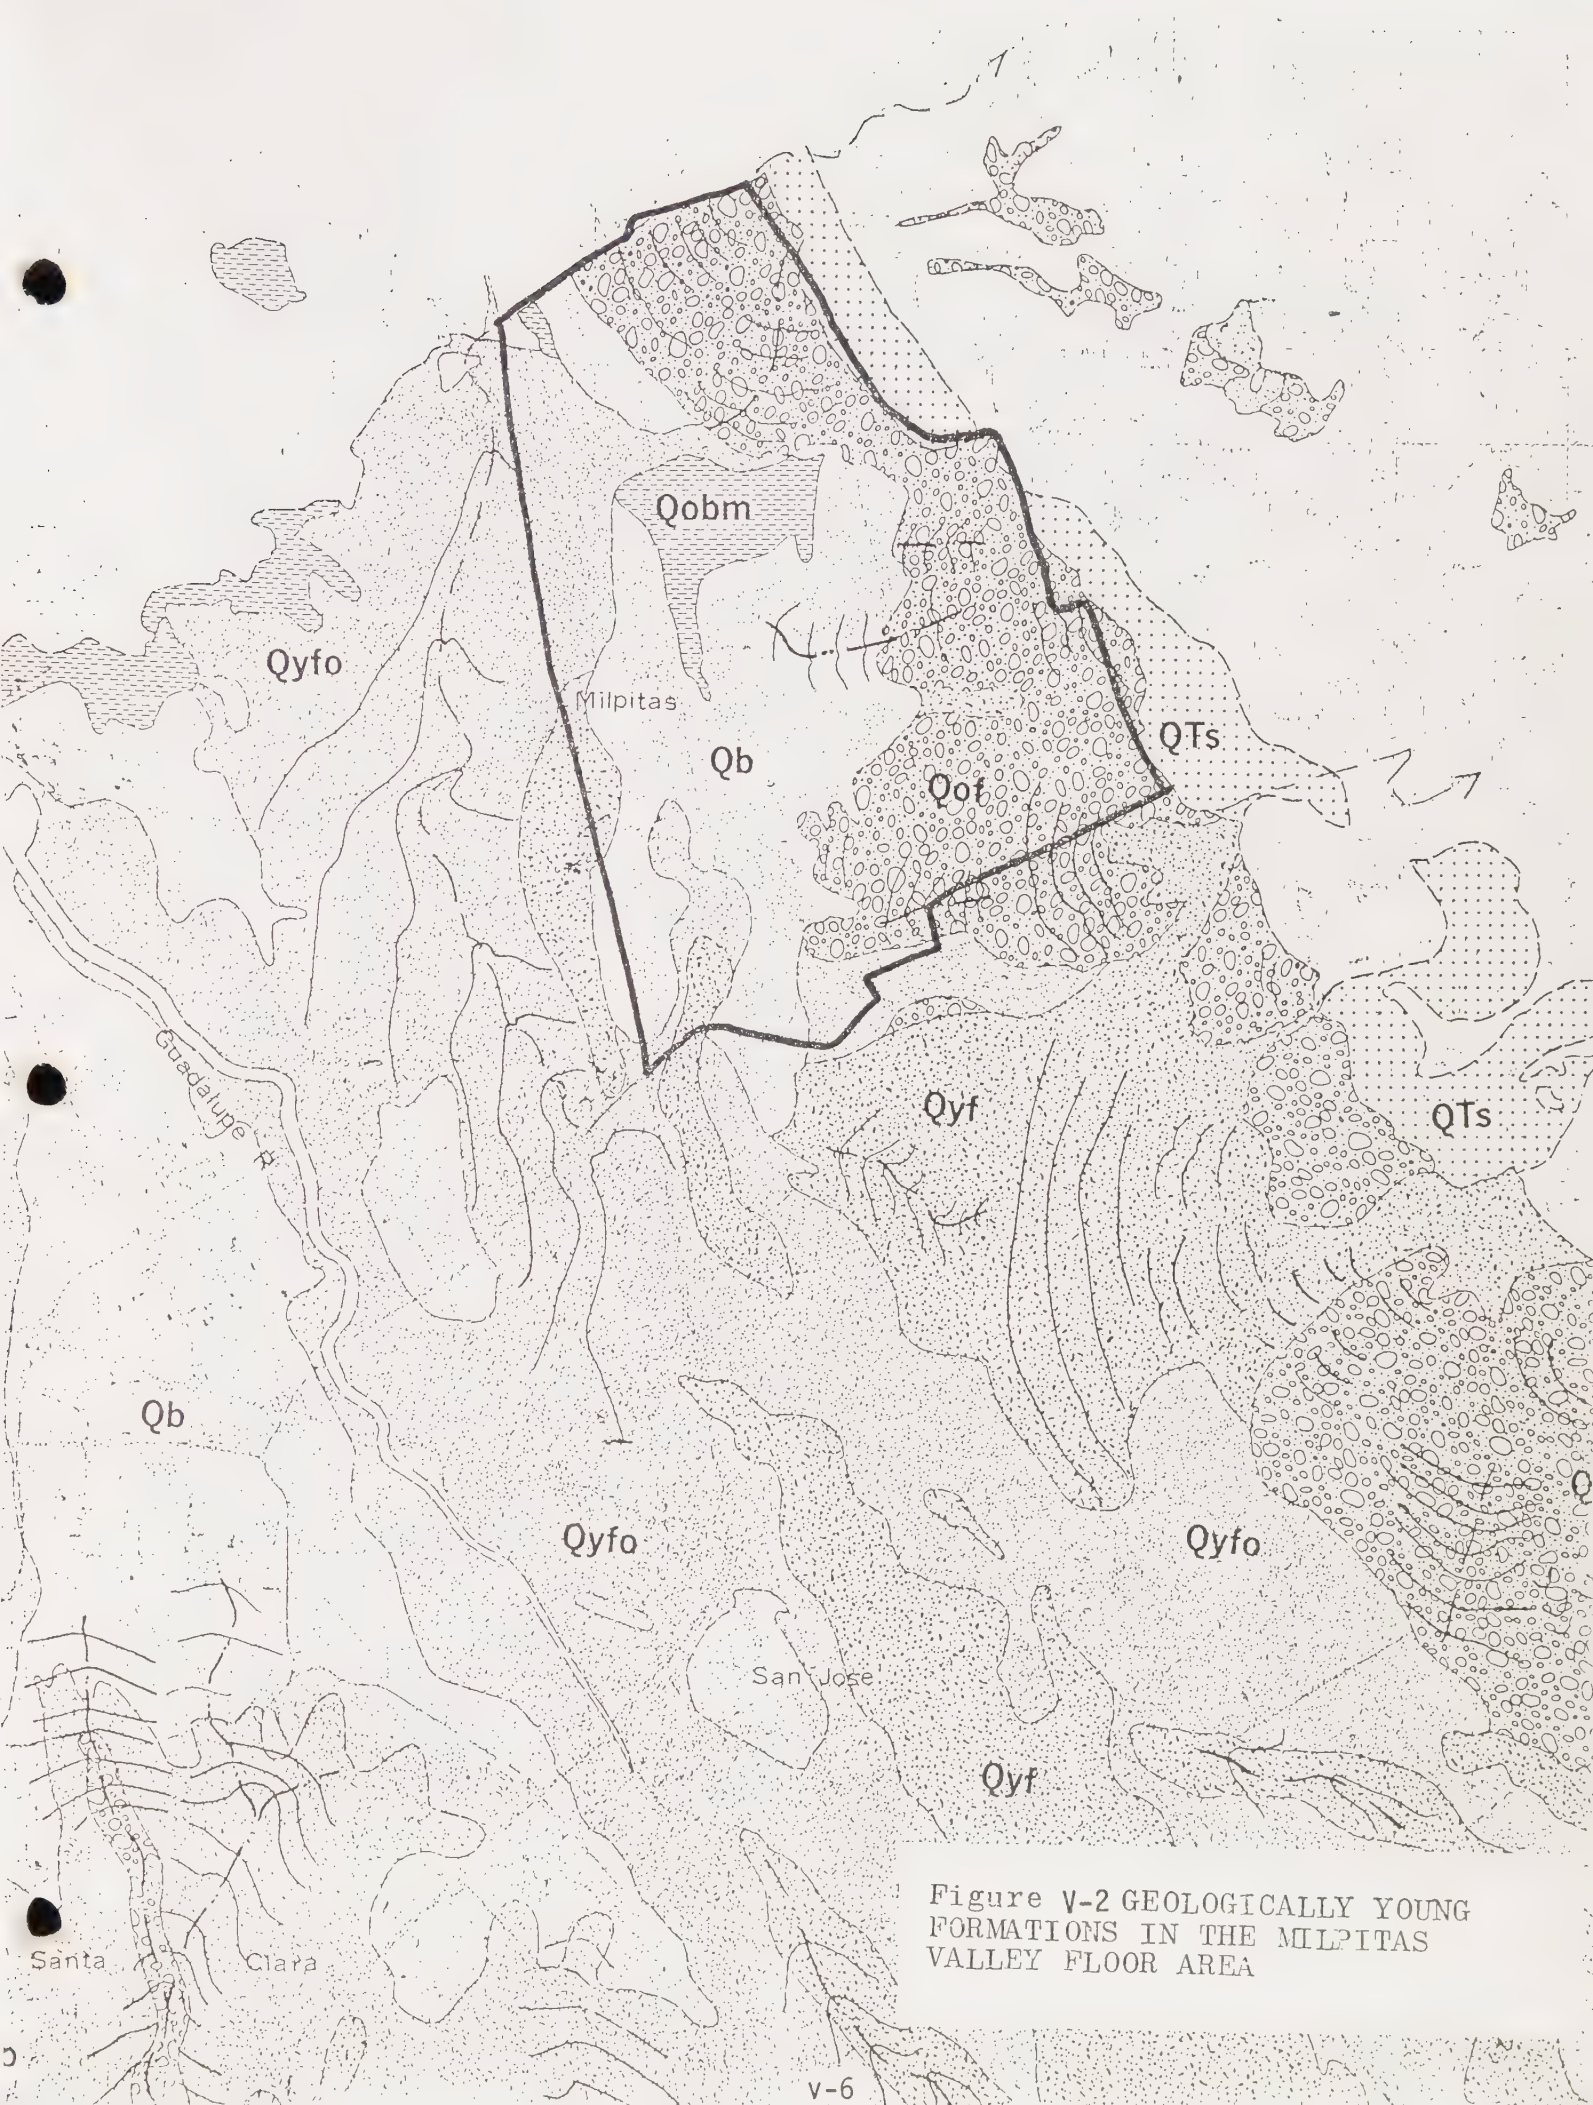 Qobm
Qyfo
Milpitas
QTs
Qb
Qof
Guadalupe R
Qyf
QTs
Qb
Q
Qyfo
Qyfo
San Jose
Qyf
Figure V-2 GEOLOGICALLY YOUNG
FORMATIONS IN THE MILPITAS
VALLEY FLOOR AREA
Santa Clara
V-6